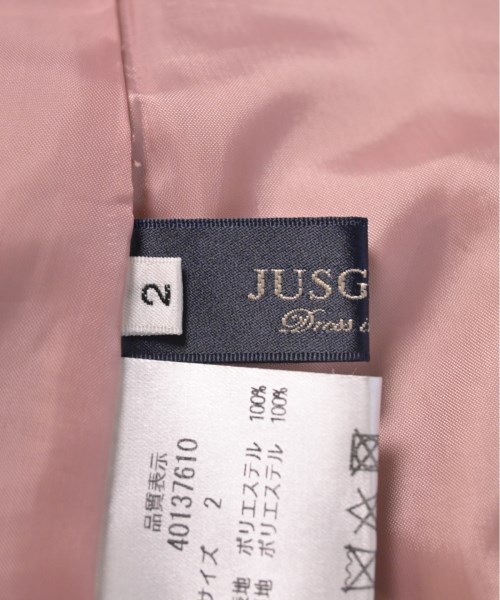 2
JUSG
Dress i
品質表示
40137610
サイズ 2
表地 ポリエステル 100%
ポリエステル 100%